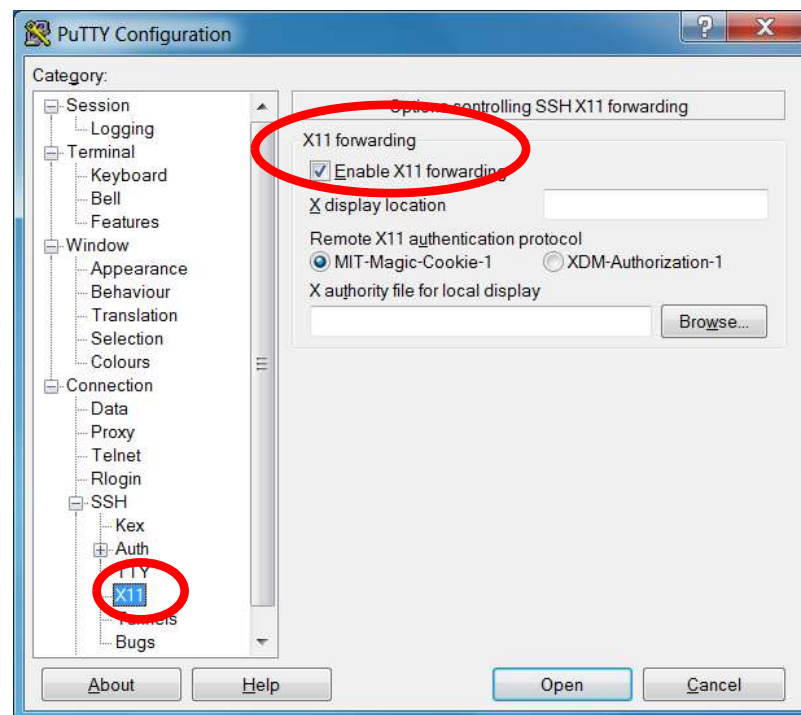 PuTTY Configuration
?
X
Category:
Session
Logging
Terminal
Keyboard
Bell
Features
Window
Appearance
Behaviour
Translation
Selection
Colours
Connection
Data
Proxy
Telnet
Rlogin
SSH
Kex
Auth
TTY
X11
Tunnels
Bugs
Options controlling SSH X11 forwarding
X11 forwarding
Enable X11 forwarding
X display location
Remote X11 authentication protocol
MIT-Magic-Cookie-1 XDM-Authorization-1
X authority file for local display
Browse...
About Help Open Cancel